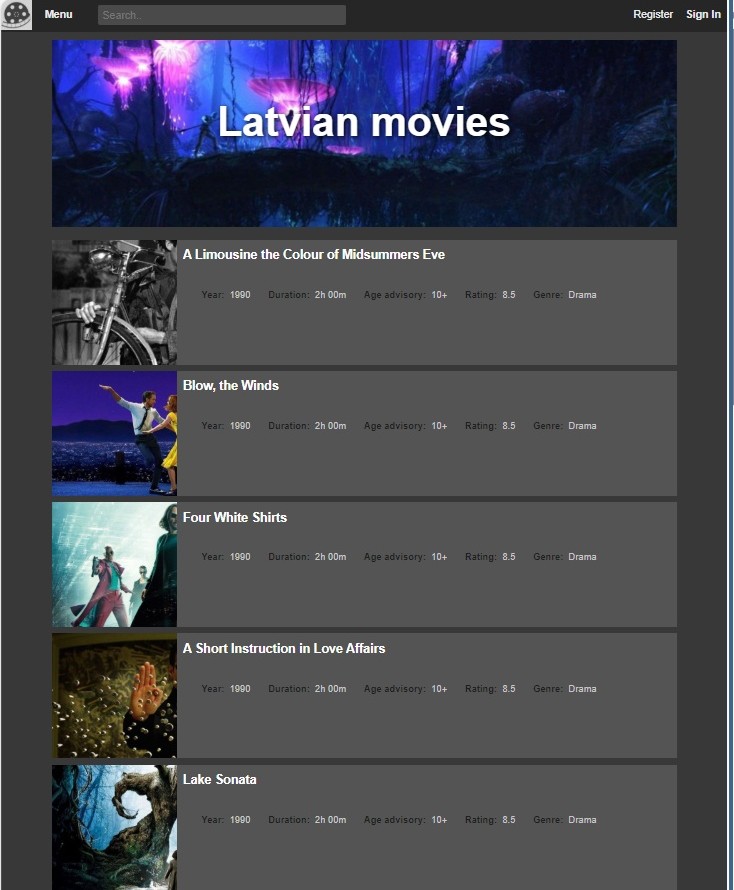 Menu Search.. Register Sign In
Latvian movies
A Limousine the Colour of Midsummers Eve
Year: 1990 Duration: 2h 00m Age advisory: 10+ Rating: 8.5 Genre: Drama
Blow, the Winds
Year: 1990 Duration: 2h 00m Age advisory: 10+ Rating: 8.5 Genre: Drama
Four White Shirts
Year: 1990 Duration: 2h 00m Age advisory: 10+ Rating: 8.5 Genre: Drama
A Short Instruction in Love Affairs
Year: 1990 Duration: 2h 00m Age advisory: 10+ Rating: 8.5 Genre: Drama
Lake Sonata
Year: 1990 Duration: 2h 00m Age advisory: 10+ Rating: 8.5 Genre: Drama